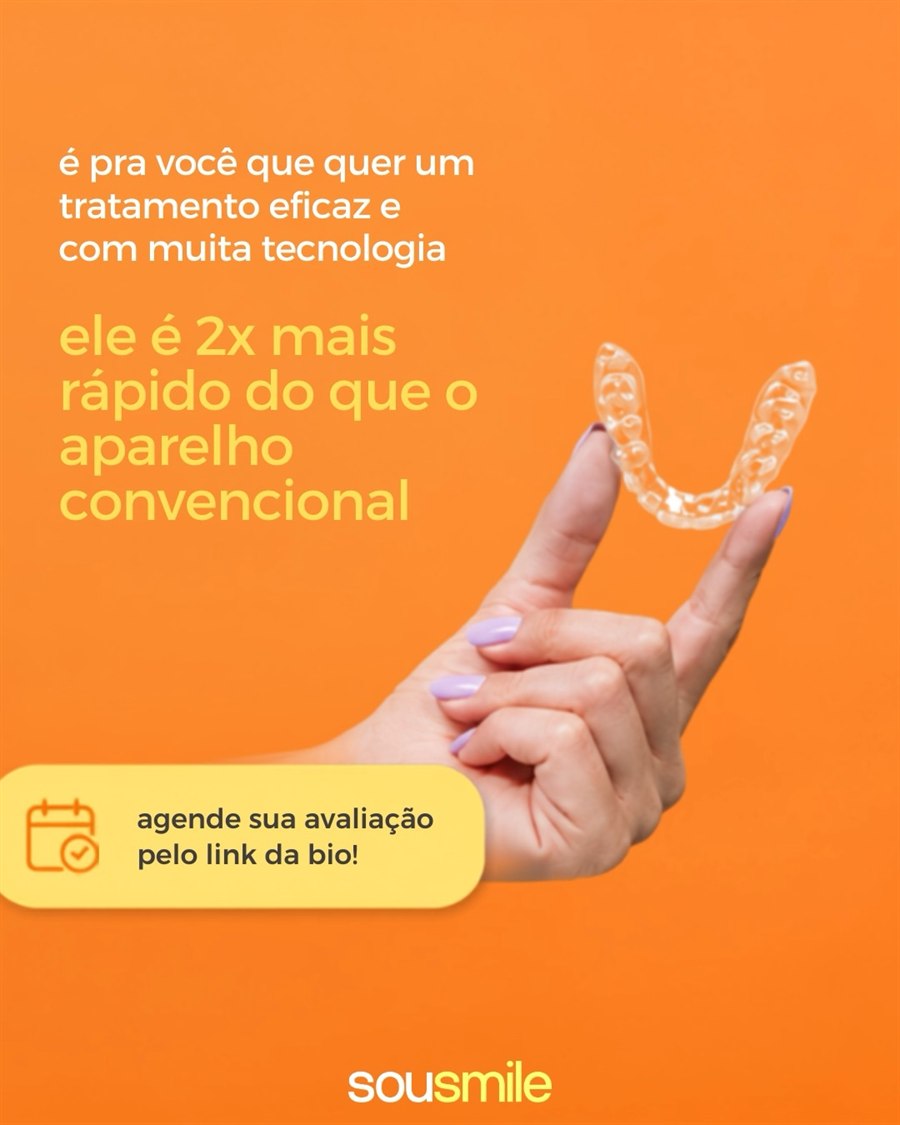 é pra você que quer um
tratamento eficaz e
com muita tecnologia
ele é 2x mais
rápido do que o
aparelho
convencional
agende sua avaliação
pelo link da bio!
sousmile